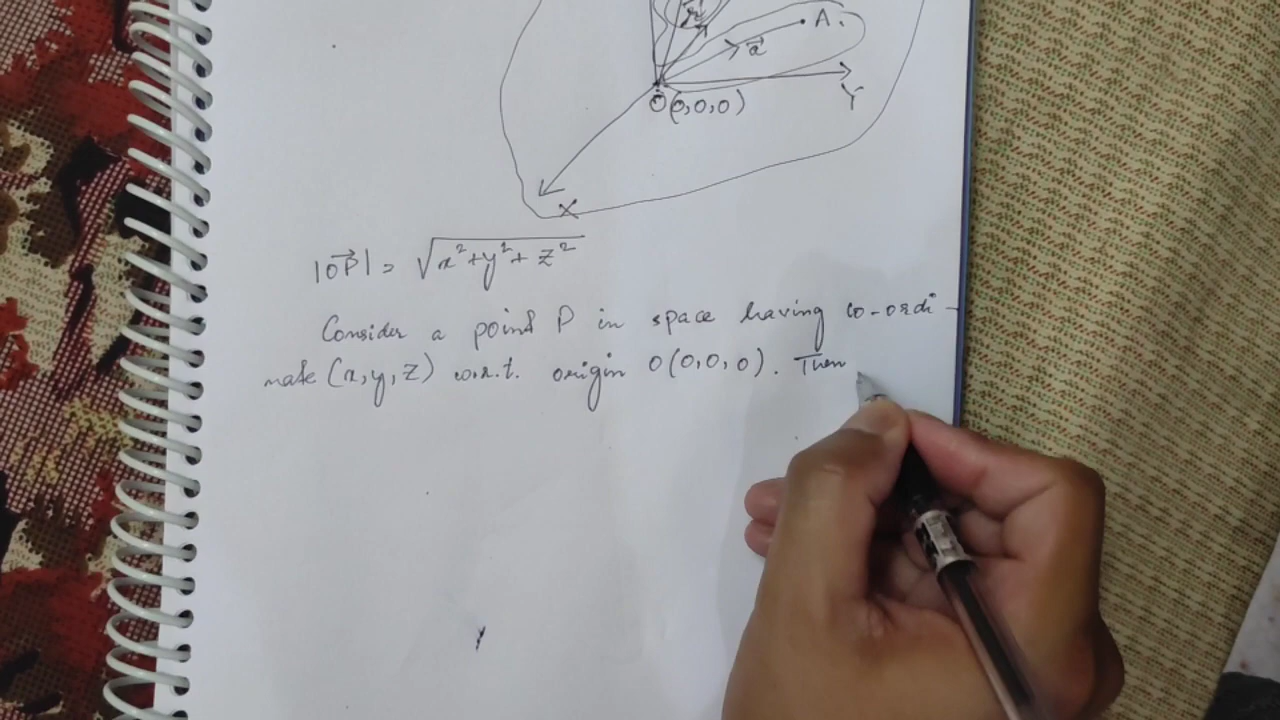 A.
a⃗
O(0,0,0)
Y
X
|OP⃗| = √x²+y²+z²
Consider a point P in space having co-ordi-
nate (x,y,z) w.r.t. origin O(0,0,0). Then